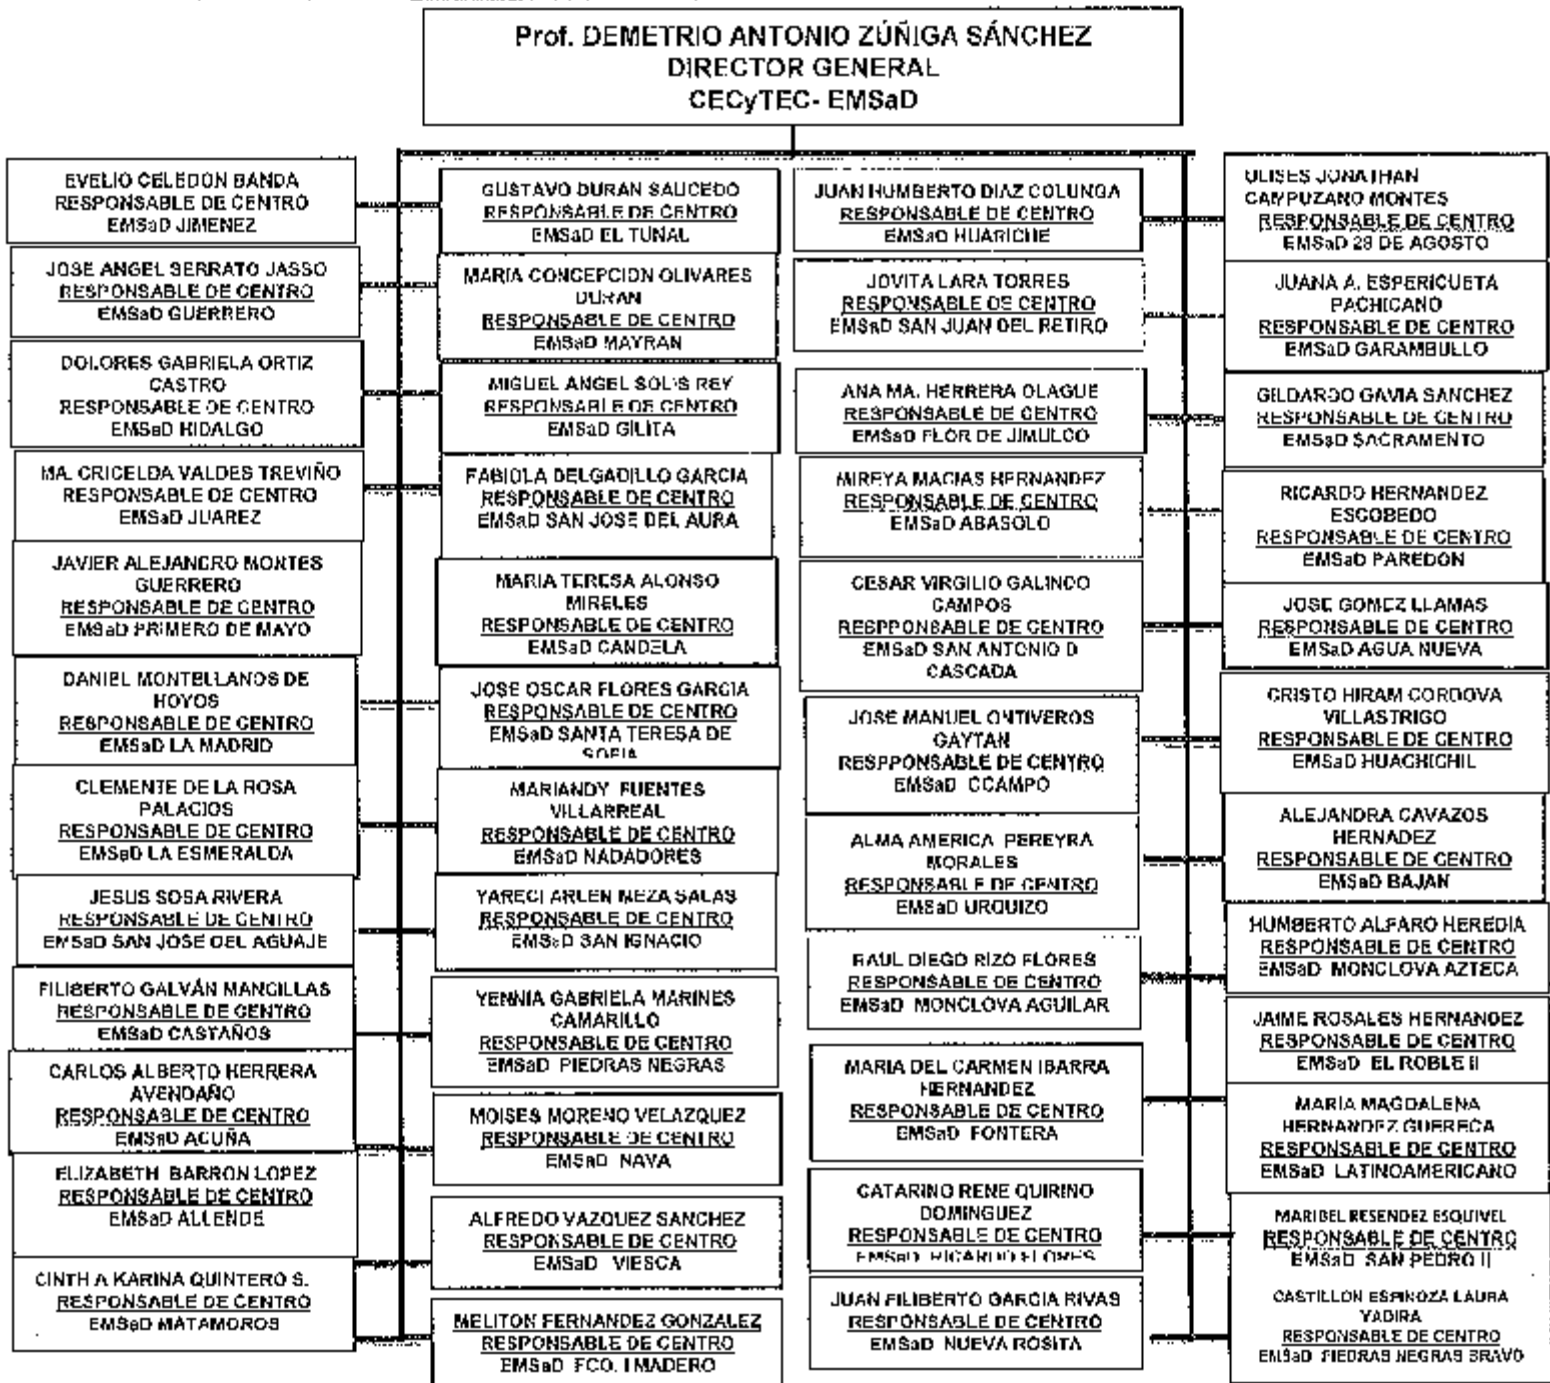 Prof. DEMETRIO ANTONIO ZÚÑIGA SÁNCHEZ
DIRECTOR GENERAL
CECyTEC- EMSaD
EVELIO CELEDON BANDA
RESPONSABLE DE CENTRO
EMSaD JIMENEZ
JOSE ANGEL SERRATO JASSO
RESPONSABLE DE CENTRO
EMSaD GUERRERO
DOLORES GABRIELA ORTIZ
CASTRO
RESPONSABLE DE CENTRO
EMSaD HIDALGO
MA. CRICELDA VALDES TREVIÑO
RESPONSABLE DE CENTRO
EMSaD JUAREZ
JAVIER ALEJANDRO MONTES
GUERRERO
RESPONSABLE DE CENTRO
EMSaD PRIMERO DE MAYO
DANIEL MONTELLANOS DE
HOYOS
RESPONSABLE DE CENTRO
EMSaD LA MADRID
CLEMENTE DE LA ROSA
PALACIOS
RESPONSABLE DE CENTRO
EMSaD LA ESMERALDA
JESUS SOSA RIVERA
RESPONSABLE DE CENTRO
EMSaD SAN JOSE DEL AGUAJE
FILIBERTO GALVÁN MANCILLAS
RESPONSABLE DE CENTRO
EMSaD CASTAÑOS
CARLOS ALBERTO HERRERA
AVENDAÑO
RESPONSABLE DE CENTRO
EMSaD ACUÑA
ELIZABETH BARRON LOPEZ
RESPONSABLE DE CENTRO
EMSaD ALLENDE
CINTHIA KARINA QUINTERO S.
RESPONSABLE DE CENTRO
EMSaD MATAMOROS
GUSTAVO DURAN SAUCEDO
RESPONSABLE DE CENTRO
EMSaD EL TUNAL
MARIA CONCEPCION OLIVARES
DURAN
RESPONSABLE DE CENTRO
EMSaD MAYRAN
MIGUEL ANGEL SOLIS REY
RESPONSABLE DE CENTRO
EMSaD GILITA
FABIOLA DELGADILLO GARCIA
RESPONSABLE DE CENTRO
EMSaD SAN JOSE DEL AURA
MARIA TERESA ALONSO
MIRELES
RESPONSABLE DE CENTRO
EMSaD CANDELA
JOSE OSCAR FLORES GARCIA
RESPONSABLE DE CENTRO
EMSaD SANTA TERESA DE
SOFIA
MARIANDY FUENTES
VILLARREAL
RESPONSABLE DE CENTRO
EMSaD NADADORES
YARECI ARLEN MEZA SALAS
RESPONSABLE DE CENTRO
EMSaD SAN IGNACIO
YENNIA GABRIELA MARINES
CAMARILLO
RESPONSABLE DE CENTRO
EMSaD PIEDRAS NEGRAS
MOISES MORENO VELAZQUEZ
RESPONSABLE DE CENTRO
EMSaD NAVA
ALFREDO VAZQUEZ SANCHEZ
RESPONSABLE DE CENTRO
EMSaD VIESCA
MELITON FERNANDEZ GONZALEZ
RESPONSABLE DE CENTRO
EMSaD FCO. I MADERO
JUAN HUMBERTO DIAZ COLUNGA
RESPONSABLE DE CENTRO
EMSaD HUARICHE
JOVITA LARA TORRES
RESPONSABLE DE CENTRO
EMSaD SAN JUAN DEL RETIRO
ANA MA. HERRERA OLAGUE
RESPONSABLE DE CENTRO
EMSaD FLOR DE JIMULCO
MIREYA MACIAS HERNANDEZ
RESPONSABLE DE CENTRO
EMSaD ABASOLO
CESAR VIRGILIO GALINDO
CAMPOS
RESPPONSABLE DE CENTRO
EMSaD SAN ANTONIO D
CASCADA
JOSE MANUEL ONTIVEROS
GAYTAN
RESPPONSABLE DE CENTRO
EMSaD OCAMPO
ALMA AMERICA PEREYRA
MORALES
RESPONSABLE DE CENTRO
EMSaD URQUIZO
RAUL DIEGO RIZO FLORES
RESPONSABLE DE CENTRO
EMSaD MONCLOVA AGUILAR
MARIA DEL CARMEN IBARRA
HERNANDEZ
RESPONSABLE DE CENTRO
EMSaD FONTERA
CATARINO RENE QUIRINO
DOMINGUEZ
RESPONSABLE DE CENTRO
EMSaD RICARDO FLORES
JUAN FILIBERTO GARCIA RIVAS
RESPONSABLE DE CENTRO
EMSaD NUEVA ROSITA
ULISES JONATHAN
CAMPUZANO MONTES
RESPONSABLE DE CENTRO
EMSaD 28 DE AGOSTO
JUANA A. ESPERICUETA
PACHICANO
RESPONSABLE DE CENTRO
EMSaD GARAMBULLO
GILDARDO GAVIA SANCHEZ
RESPONSABLE DE CENTRO
EMSaD SACRAMENTO
RICARDO HERNANDEZ
ESCOBEDO
RESPONSABLE DE CENTRO
EMSaD PAREDON
JOSE GOMEZ LLAMAS
RESPONSABLE DE CENTRO
EMSaD AGUA NUEVA
CRISTO HIRAM CORDOVA
VILLASTRIGO
RESPONSABLE DE CENTRO
EMSaD HUACHICHIL
ALEJANDRA CAVAZOS
HERNADEZ
RESPONSABLE DE CENTRO
EMSaD BAJAN
HUMBERTO ALFARO HEREDIA
RESPONSABLE DE CENTRO
EMSaD MONCLOVA AZTECA
JAIME ROSALES HERNANDEZ
RESPONSABLE DE CENTRO
EMSaD EL ROBLE II
MARÍA MAGDALENA
HERNANDEZ GUERECA
RESPONSABLE DE CENTRO
EMSaD LATINOAMERICANO
MARIBEL RESENDEZ ESQUIVEL
RESPONSABLE DE CENTRO
EMSaD SAN PEDRO II
CASTILLON ESPINOZA LAURA
YADIRA
RESPONSABLE DE CENTRO
EMSaD PIEDRAS NEGRAS BRAVO